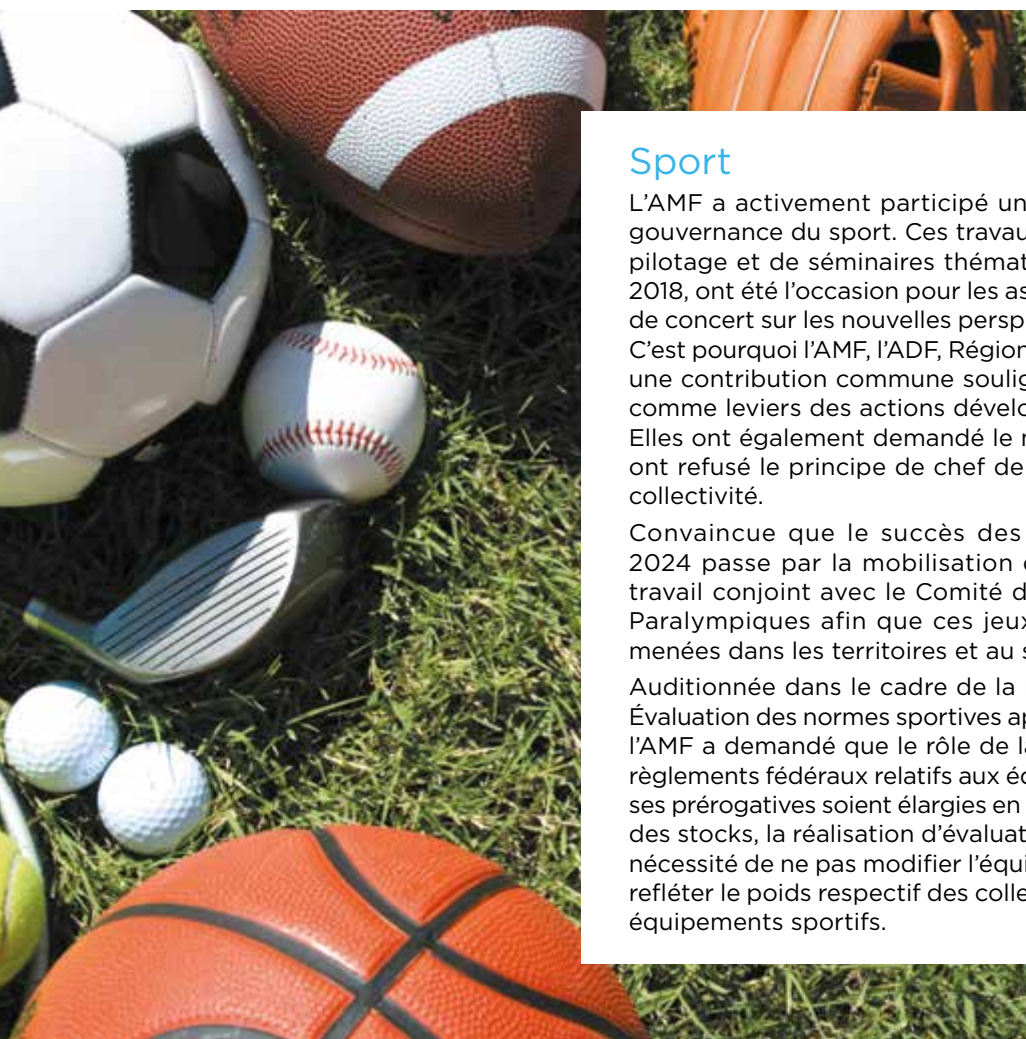 Sport
L'AMF a activement participé un
gouvernance du sport. Ces travau
pilotage et de séminaires thémat
2018, ont été l'occasion pour les as
de concert sur les nouvelles persp
C'est pourquoi l'AMF, l'ADF, Région
une contribution commune soulig
comme leviers des actions dévelo
Elles ont également demandé le
ont refusé le principe de chef de
collectivité.
Convaincue que le succès des
2024 passe par la mobilisation
travail conjoint avec le Comité d
Paralympiques afin que ces jeux
menées dans les territoires et au s
Auditionnée dans le cadre de la
Évaluation des normes sportives ap
l'AMF a demandé que le rôle de la
règlements fédéraux relatifs aux éq
ses prérogatives soient élargies en
des stocks, la réalisation d'évaluat
nécessité de ne pas modifier l'équi
refléter le poids respectif des colle
équipements sportifs.